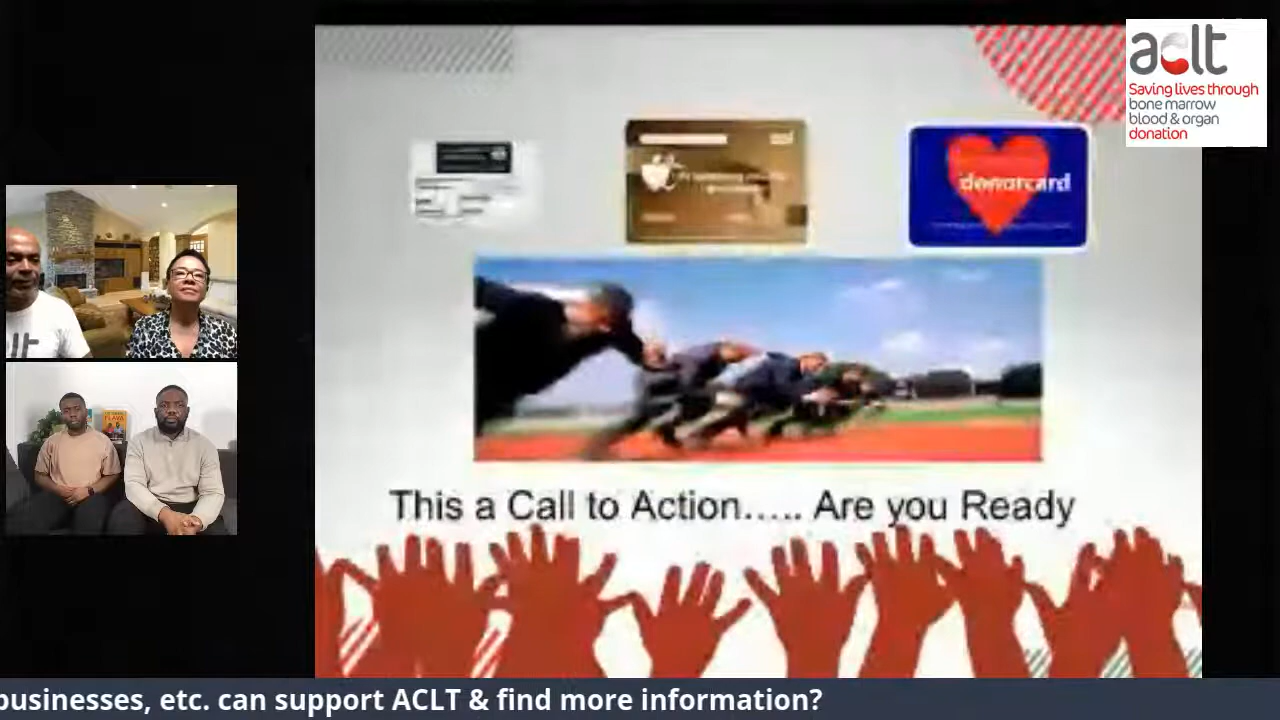 aclt
Saving lives through
bone marrow
blood & organ
donation
donorcard
This a Call to Action..... Are you Ready
businesses, etc. can support ACLT & find more information?